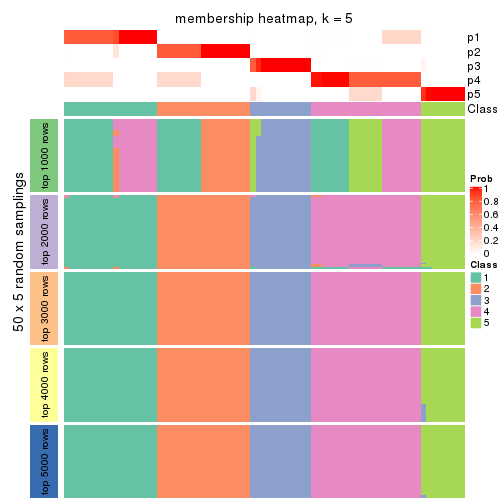 membership heatmap, k = 5
p1
p2
p3
p4
p5
Class
50 x 5 random samplings
top 1000 rows
top 2000 rows
top 3000 rows
top 4000 rows
top 5000 rows
Prob
1
0.8
0.6
0.4
0.2
0
Class
1
2
3
4
5